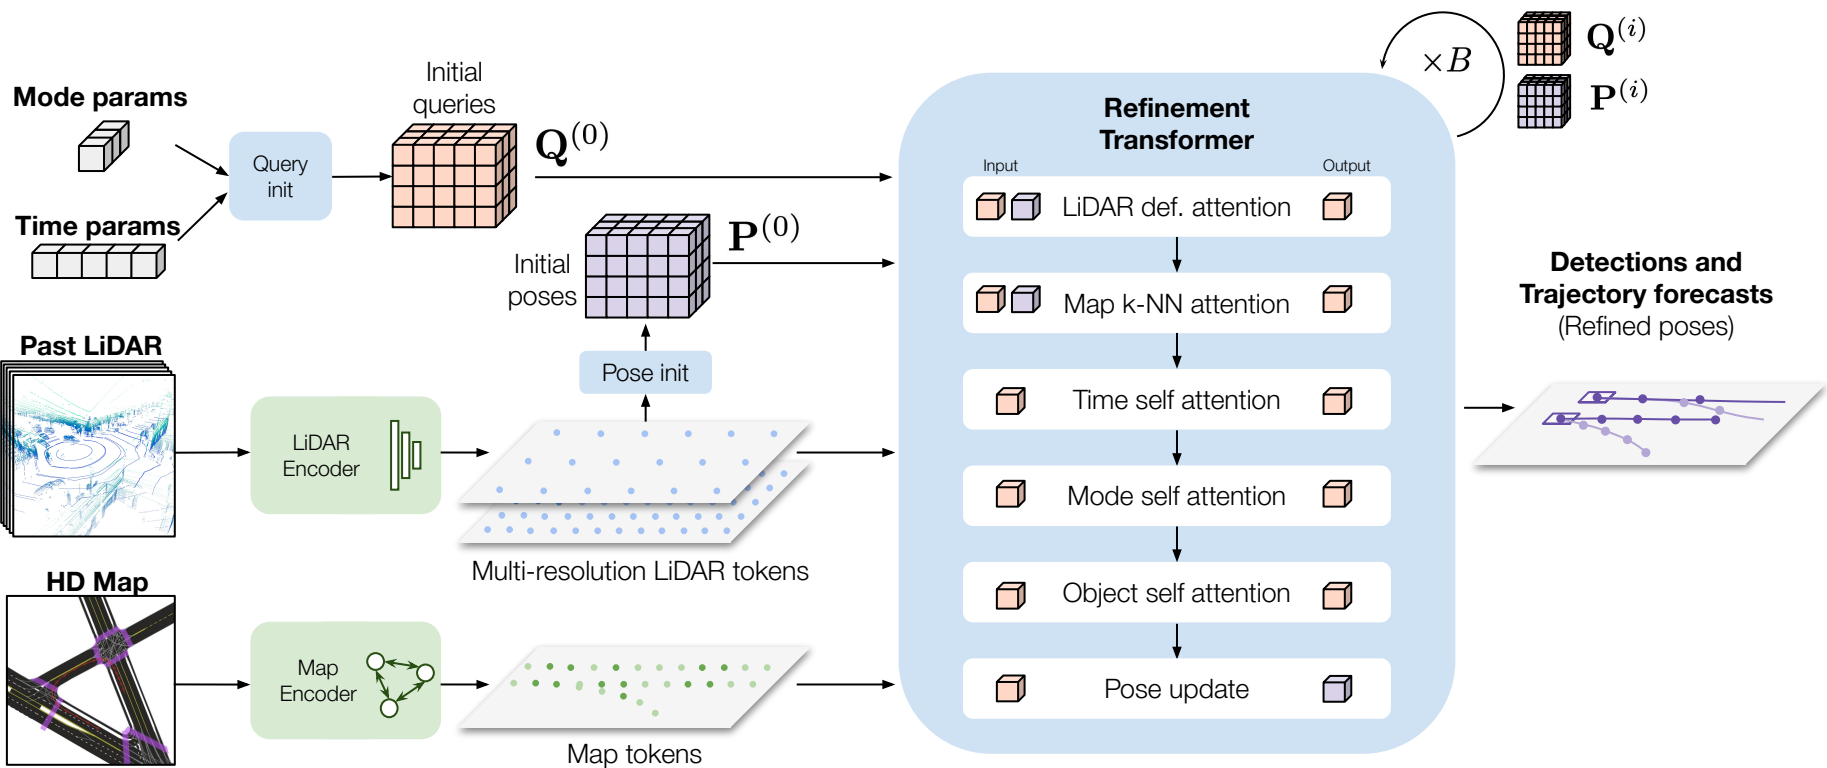 Mode params
Time params
Query
init
Initial
queries
Q^{(0)}
Initial
poses
P^{(0)}
Pose init
Past LiDAR
LiDAR
Encoder
Multi-resolution LiDAR tokens
HD Map
Map
Encoder
Map tokens
Refinement
Transformer
Input
Output
LiDAR def. attention
Map k-NN attention
Time self attention
Mode self attention
Object self attention
Pose update
×B
Q^{(i)}
P^{(i)}
Detections and
Trajectory forecasts
(Refined poses)